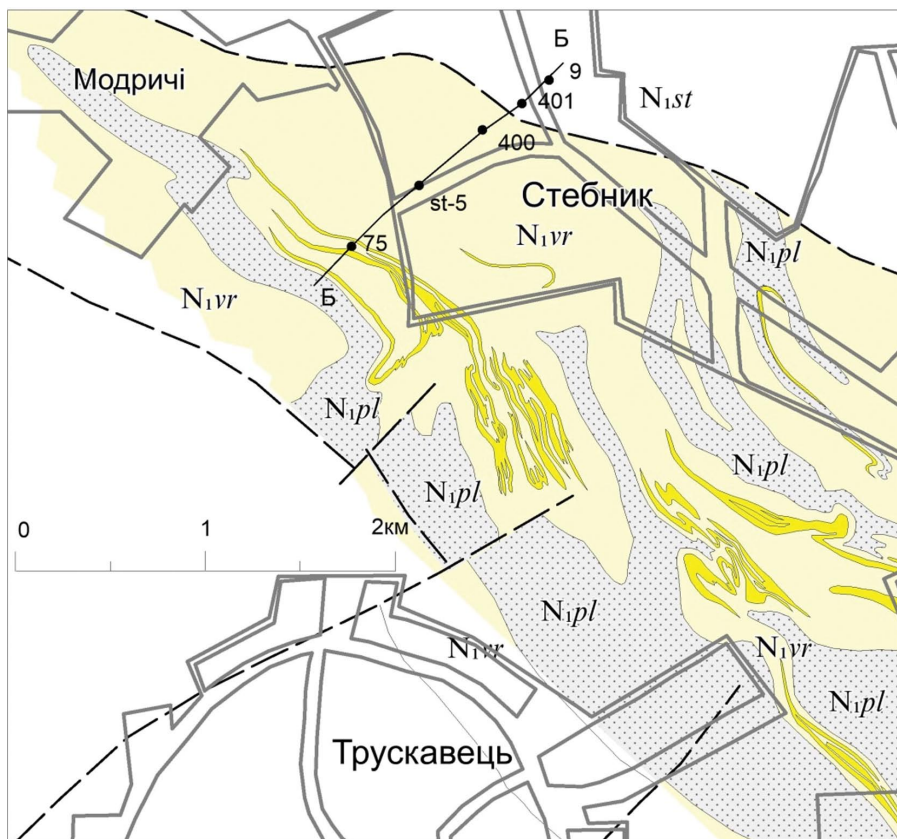 Б
9
Модричі
401
N₁st
400
Стебник
st-5
N₁vr
75
N₁pl
Б
N₁vr
N₁pl
N₁pl
N₁pl
0 1 2км
N₁pl
N₁vr
N₁vr
N₁pl
Трускавець